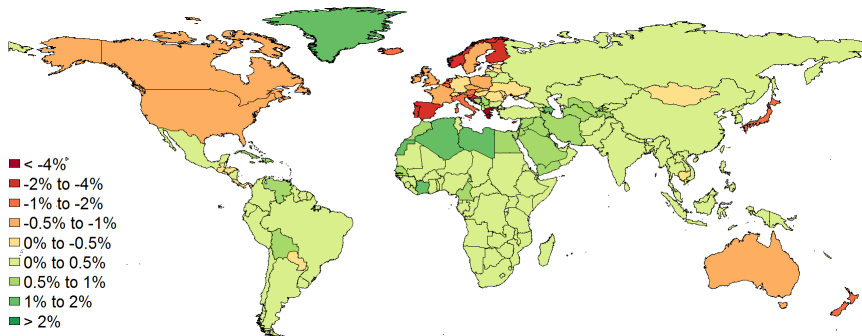 < -4%
-2% to -4%
-1% to -2%
-0.5% to -1%
0% to -0.5%
0% to 0.5%
0.5% to 1%
1% to 2%
> 2%